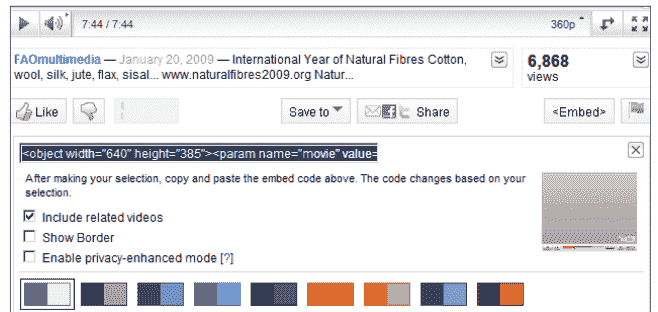 7:44 / 7:44 360p
FAOmultimedia — January 20, 2009 — International Year of Natural Fibres Cotton,
wool, silk, jute, flax, sisal... www.naturalfibres2009.org Natur...
6,868
views
Like Save to Share <Embed>
<object width="640" height="385"><param name="movie" value=
After making your selection, copy and paste the embed code above. The code changes based on your
selection.
Include related videos
Show Border
Enable privacy-enhanced mode [?]